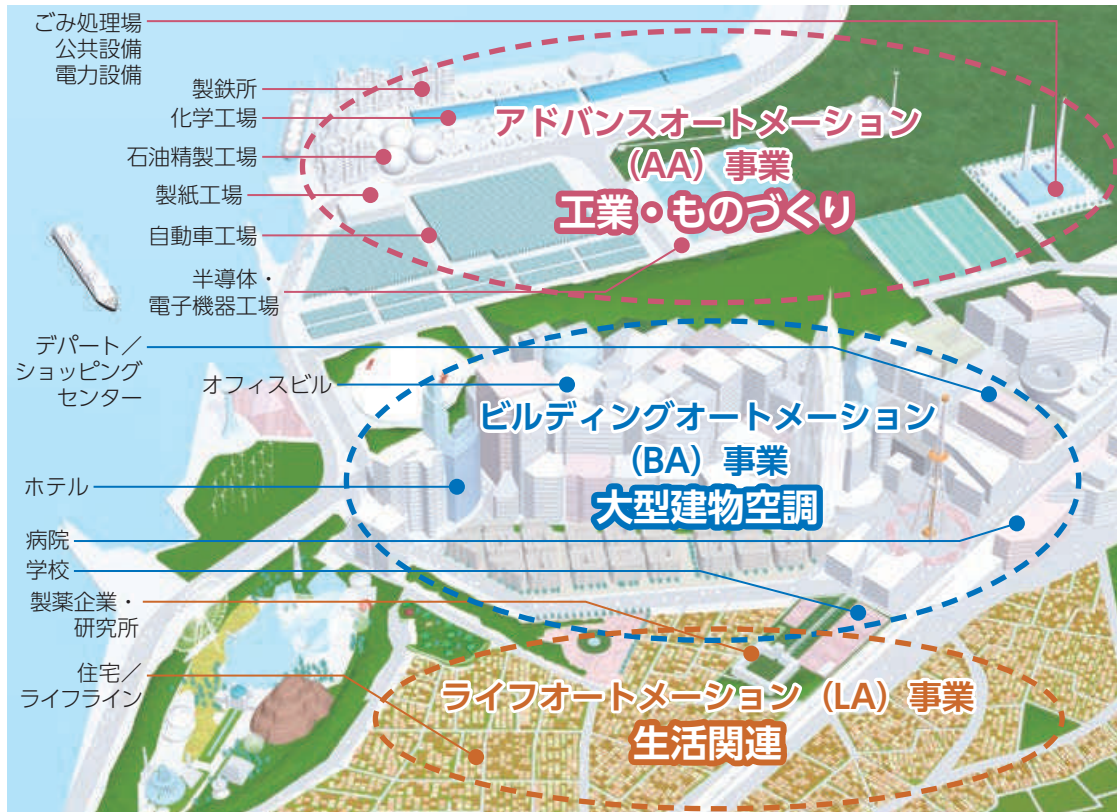 ごみ処理場
公共設備
電力設備
製鉄所
化学工場
石油精製工場
製紙工場
自動車工場
半導体・
電子機器工場
アドバンスオートメーション
（AA）事業
工業・ものづくり
デパート／
ショッピング
センター
オフィスビル
ホテル
病院
学校
ビルディングオートメーション
（BA）事業
大型建物空調
製薬企業・
研究所
住宅／
ライフライン
ライフオートメーション（LA）事業
生活関連